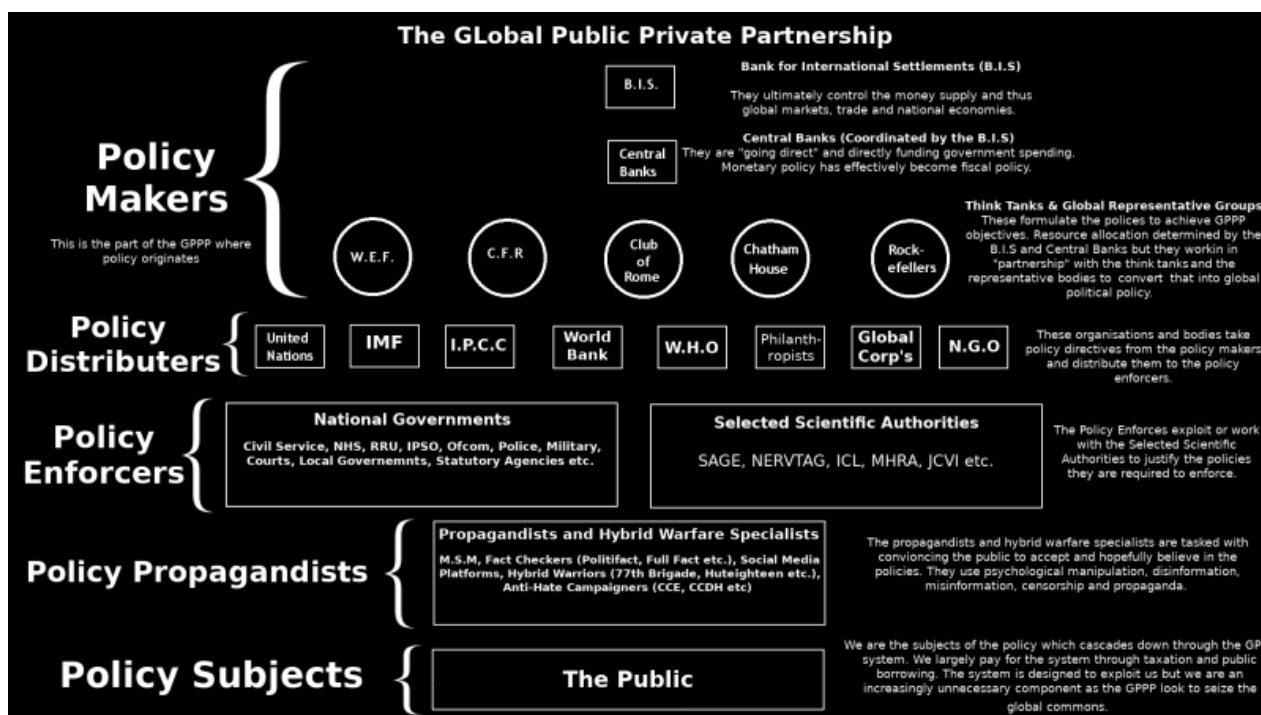 The GLobal Public Private Partnership
Policy
Makers
This is the part of the GPPP where
policy originates
B.I.S.
Bank for International Settlements (B.I.S)
They ultimately control the money supply and thus
global markets, trade and national economies.
Central
Banks
Central Banks (Coordinated by the B.I.S)
They are "going direct" and directly funding government spending.
Monetary policy has effectively become fiscal policy.
W.E.F.
C.F.R
Club
of
Rome
Chatham
House
Rock-
efellers
Think Tanks & Global Representative Groups
These formulate the polices to achieve GPPP
objectives. Resource allocation determined by the
B.I.S and Central Banks but they workin in
"partnership" with the think tanks and the
representative bodies to convert that into global
political policy.
Policy
Distributers
United
Nations
IMF
I.P.C.C
World
Bank
W.H.O
Philanth-
ropists
Global
Corp's
N.G.O
These organisations and bodies take
policy directives from the policy makers
and distribute them to the policy
enforcers.
Policy
Enforcers
National Governments
Civil Service, NHS, RRU, IPSO, Ofcom, Police, Military,
Courts, Local Governemnts, Statutory Agencies etc.
Selected Scientific Authorities
SAGE, NERVTAG, ICL, MHRA, JCVI etc.
The Policy Enforces exploit or work
with the Selected Scientific
Authorities to justify the policies
they are required to enforce.
Policy Propagandists
Propagandists and Hybrid Warfare Specialists
M.S.M, Fact Checkers (Politifact, Full Fact etc.), Social Media
Platforms, Hybrid Warriors (77th Brigade, Huteighteen etc.),
Anti-Hate Campaigners (CCE, CCDH etc)
The propagandists and hybrid warfare specialists are tasked with
convioncing the public to accept and hopefully believe in the
policies. They use psychological manipulation, disinformation,
misinformation, censorship and propaganda.
Policy Subjects
The Public
We are the subjects of the policy which cascades down through the GP
system. We largely pay for the system through taxation and public
borrowing. The system is designed to exploit us but we are an
increasingly unnecessary component as the GPPP look to seize the
global commons.